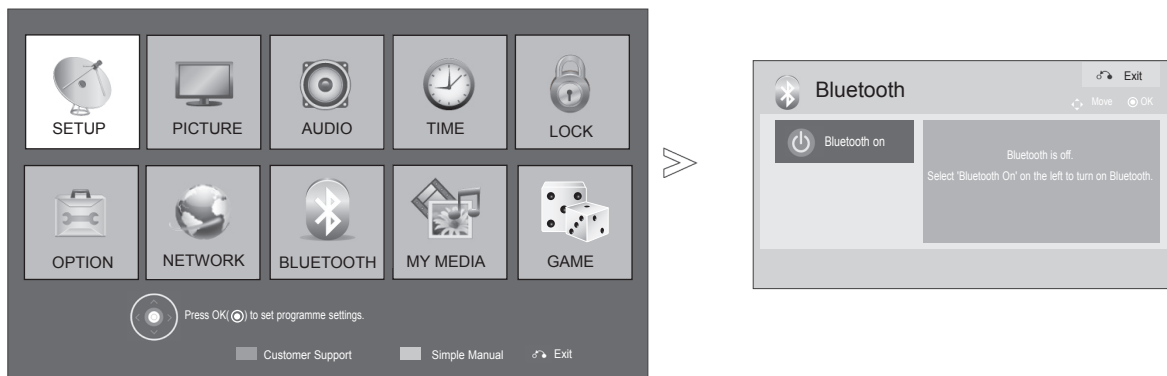 SETUP
PICTURE
AUDIO
TIME
LOCK
OPTION
NETWORK
BLUETOOTH
MY MEDIA
GAME
Press OK(◉) to set programme settings.
Customer Support
Simple Manual
Exit
Bluetooth
Exit
Move
OK
Bluetooth on
Bluetooth is off.
Select 'Bluetooth On' on the left to turn on Bluetooth.